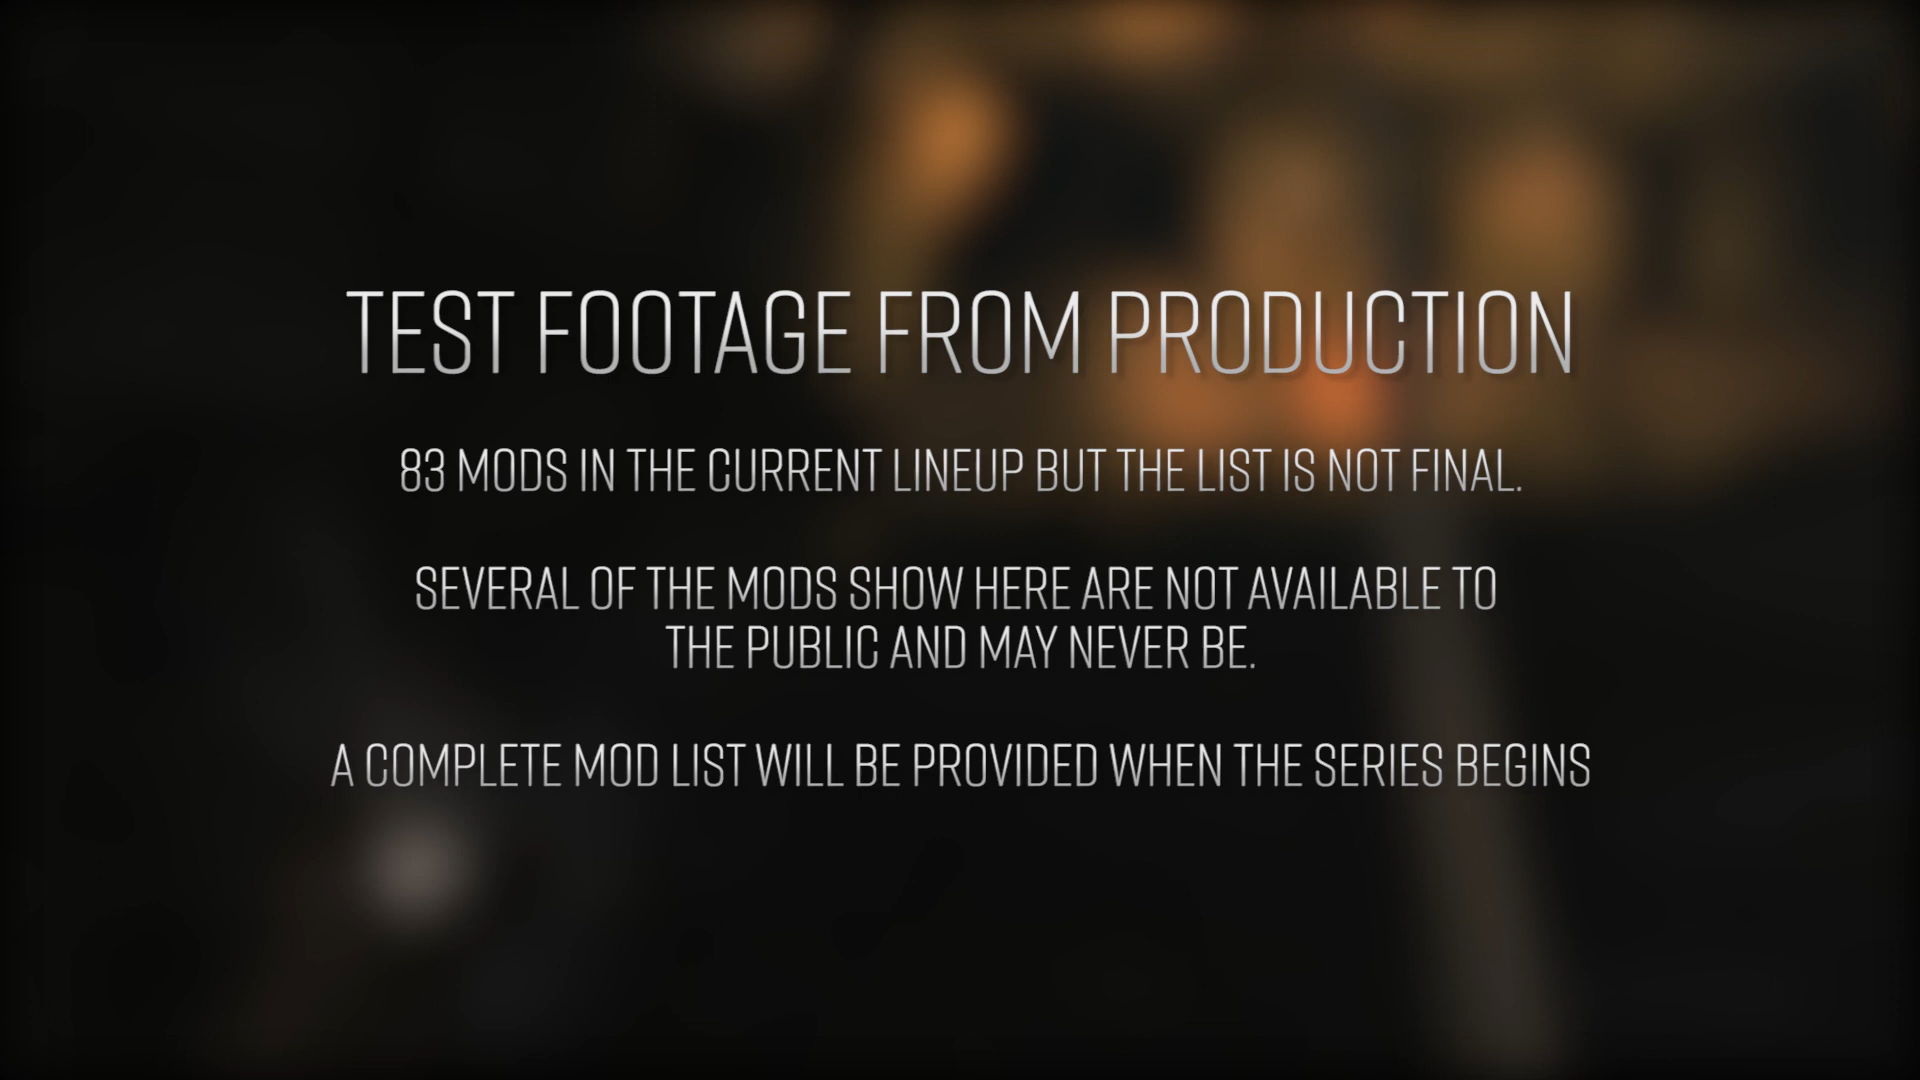 TEST FOOTAGE FROM PRODUCTION
83 MODS IN THE CURRENT LINEUP BUT THE LIST IS NOT FINAL.
SEVERAL OF THE MODS SHOW HERE ARE NOT AVAILABLE TO
THE PUBLIC AND MAY NEVER BE.
A COMPLETE MOD LIST WILL BE PROVIDED WHEN THE SERIES BEGINS